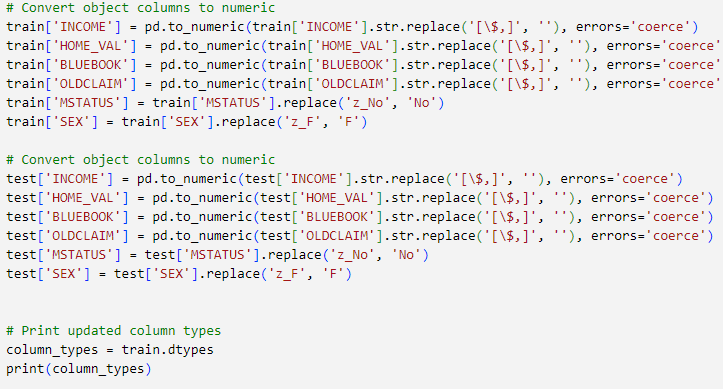 # Convert object columns to numeric
train['INCOME'] = pd.to_numeric(train['INCOME'].str.replace('[\$,]', ''), errors='coerce')
train['HOME_VAL'] = pd.to_numeric(train['HOME_VAL'].str.replace('[\$,]', ''), errors='coerce'
train['BLUEBOOK'] = pd.to_numeric(train['BLUEBOOK'].str.replace('[\$,]', ''), errors='coerce'
train['OLDCLAIM'] = pd.to_numeric(train['OLDCLAIM'].str.replace('[\$,]', ''), errors='coerce'
train['MSTATUS'] = train['MSTATUS'].replace('z_No', 'No')
train['SEX'] = train['SEX'].replace('z_F', 'F')
# Convert object columns to numeric
test['INCOME'] = pd.to_numeric(test['INCOME'].str.replace('[\$,]', ''), errors='coerce')
test['HOME_VAL'] = pd.to_numeric(test['HOME_VAL'].str.replace('[\$,]', ''), errors='coerce')
test['BLUEBOOK'] = pd.to_numeric(test['BLUEBOOK'].str.replace('[\$,]', ''), errors='coerce')
test['OLDCLAIM'] = pd.to_numeric(test['OLDCLAIM'].str.replace('[\$,]', ''), errors='coerce')
test['MSTATUS'] = test['MSTATUS'].replace('z_No', 'No')
test['SEX'] = test['SEX'].replace('z_F', 'F')
# Print updated column types
column_types = train.dtypes
print(column_types)